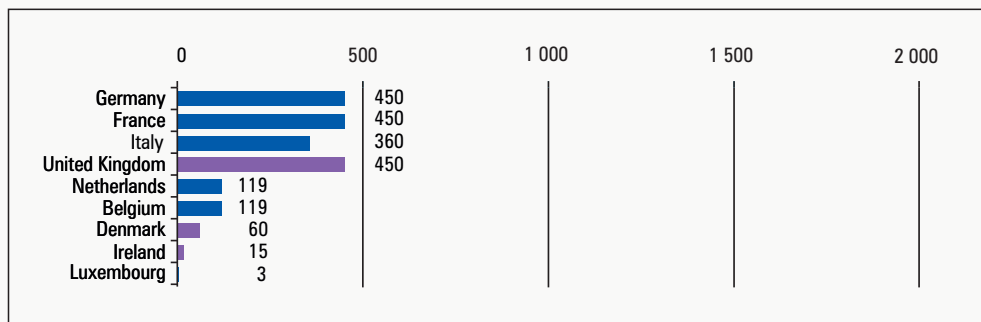 0 500 1 000 1 500 2 000
Germany 450
France 450
Italy 360
United Kingdom 450
Netherlands 119
Belgium 119
Denmark 60
Ireland 15
Luxembourg 3